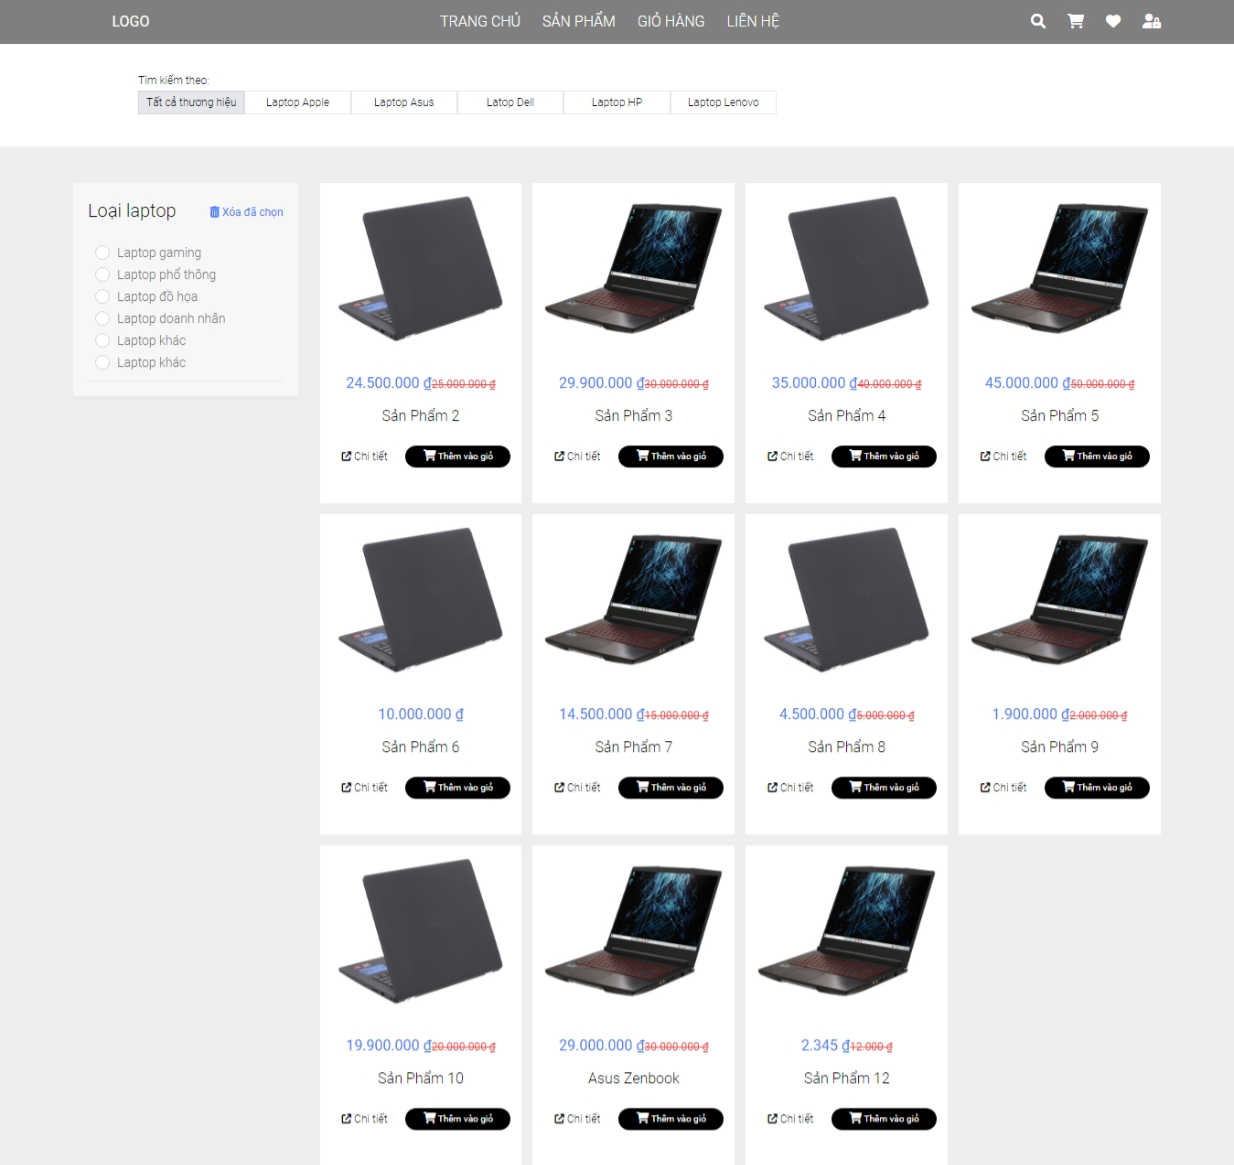 LOGO TRANG CHỦ SẢN PHẨM GIỎ HÀNG LIÊN HỆ
Tìm kiếm theo:
Tất cả thương hiệu Laptop Apple Laptop Asus Latop Dell Laptop HP Laptop Lenovo
Loại laptop Xóa đã chọn
Laptop gaming
Laptop phổ thông
Laptop đồ họa
Laptop doanh nhân
Laptop khác
Laptop khác
24.500.000 ₫25.000.000 ₫ 29.900.000 ₫30.000.000 ₫ 35.000.000 ₫40.000.000 ₫ 45.000.000 ₫50.000.000 ₫
Sản Phẩm 2 Sản Phẩm 3 Sản Phẩm 4 Sản Phẩm 5
Chi tiết Thêm vào giỏ Chi tiết Thêm vào giỏ Chi tiết Thêm vào giỏ Chi tiết Thêm vào giỏ
10.000.000 ₫ 14.500.000 ₫15.000.000 ₫ 4.500.000 ₫5.000.000 ₫ 1.900.000 ₫2.000.000 ₫
Sản Phẩm 6 Sản Phẩm 7 Sản Phẩm 8 Sản Phẩm 9
Chi tiết Thêm vào giỏ Chi tiết Thêm vào giỏ Chi tiết Thêm vào giỏ Chi tiết Thêm vào giỏ
19.900.000 ₫20.000.000 ₫ 29.000.000 ₫30.000.000 ₫ 2.345 ₫12.000 ₫
Sản Phẩm 10 Asus Zenbook Sản Phẩm 12
Chi tiết Thêm vào giỏ Chi tiết Thêm vào giỏ Chi tiết Thêm vào giỏ